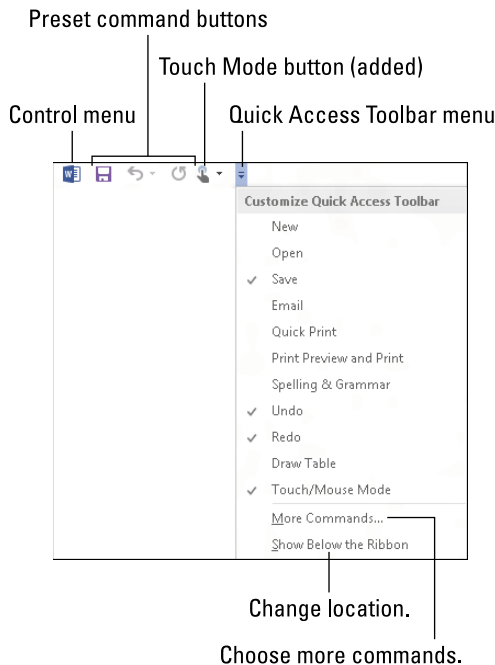 Preset command buttons
Touch Mode button (added)
Control menu
Quick Access Toolbar menu
W
Customize Quick Access Toolbar
New
Open
Save
Email
Quick Print
Print Preview and Print
Spelling & Grammar
Undo
Redo
Draw Table
Touch/Mouse Mode
More Commands...
Show Below the Ribbon
Change location.
Choose more commands.